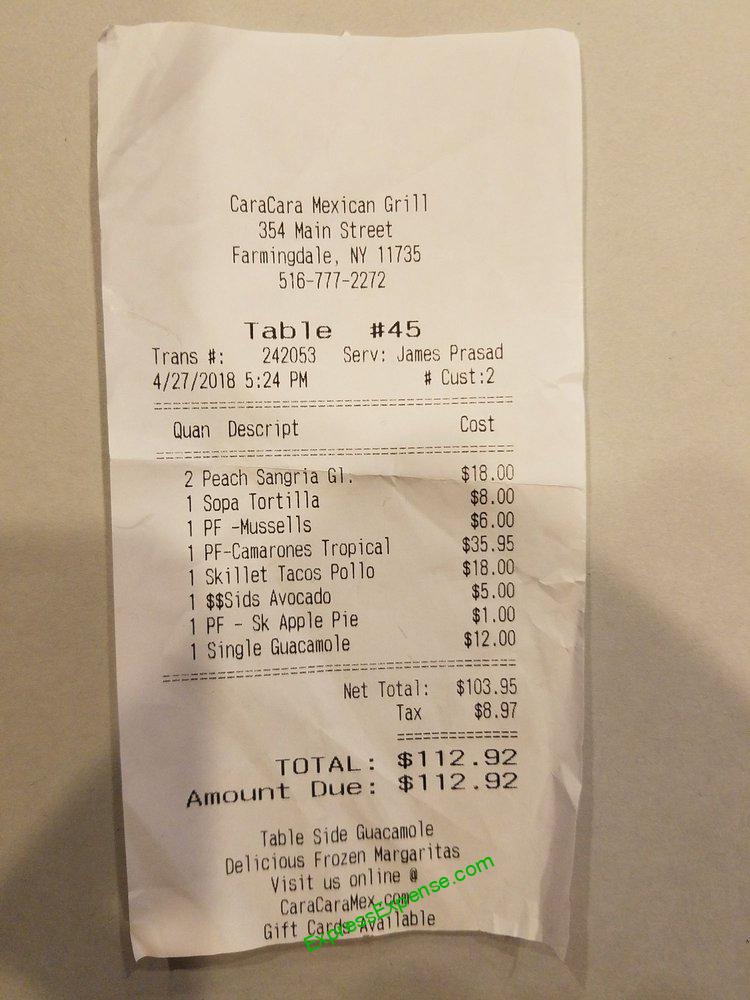 CaraCara Mexican Grill
354 Main Street
Farmingdale, NY 11735
516-777-2272
Table #45
Trans #: 242053 Serv: James Prasad
4/27/2018 5:24 PM # Cust:2
Quan Descript Cost
2 Peach Sangria Gl. $18.00
1 Sopa Tortilla $8.00
1 PF -Mussells $6.00
1 PF-Camarones Tropical $35.95
1 Skillet Tacos Pollo $18.00
1 $$Sids Avocado $5.00
1 PF - Sk Apple Pie $1.00
1 Single Guacamole $12.00
Net Total: $103.95
Tax $8.97
TOTAL: $112.92
Amount Due: $112.92
Table Side Guacamole
Delicious Frozen Margaritas
Visit us online @
CaraCaraMex.com
Gift Cards Available
ExpressExpense.com